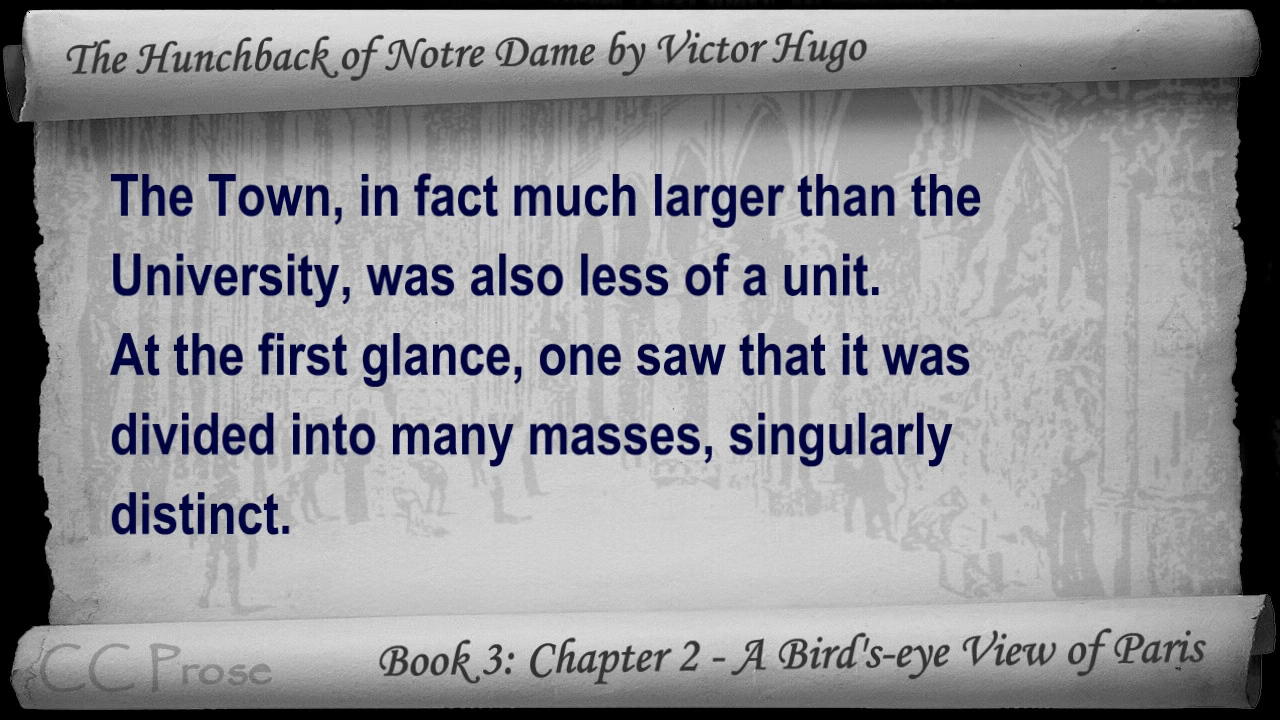 The Hunchback of Notre Dame by Victor Hugo
The Town, in fact much larger than the
University, was also less of a unit.
At the first glance, one saw that it was
divided into many masses, singularly
distinct.
CC Prose
Book 3: Chapter 2 - A Bird's-eye View of Paris